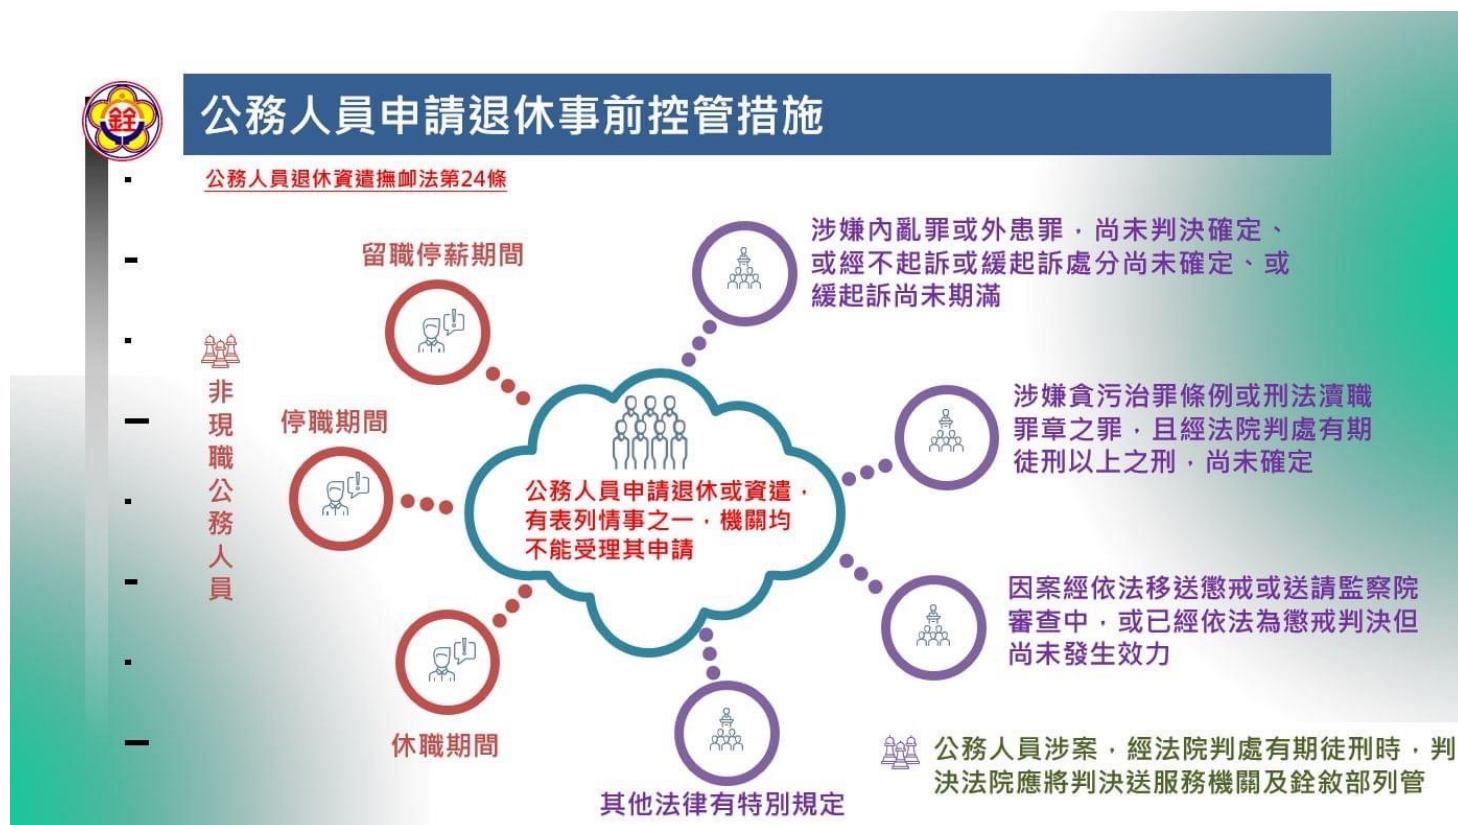 銓
公務人員申請退休事前控管措施
公務人員退休資遣撫卹法第24條
留職停薪期間
停職期間
休職期間
非現職公務人員
公務人員申請退休或資遣，
有表列情事之一，機關均
不能受理其申請
涉嫌內亂罪或外患罪，尚未判決確定、
或經不起訴或緩起訴處分尚未確定、或
緩起訴尚未期滿
涉嫌貪污治罪條例或刑法瀆職
罪章之罪，且經法院判處有期
徒刑以上之刑，尚未確定
因案經依法移送懲戒或送請監察院
審查中，或已經依法為懲戒判決但
尚未發生效力
其他法律有特別規定
公務人員涉案，經法院判處有期徒刑時，判
決法院應將判決送服務機關及銓敘部列管